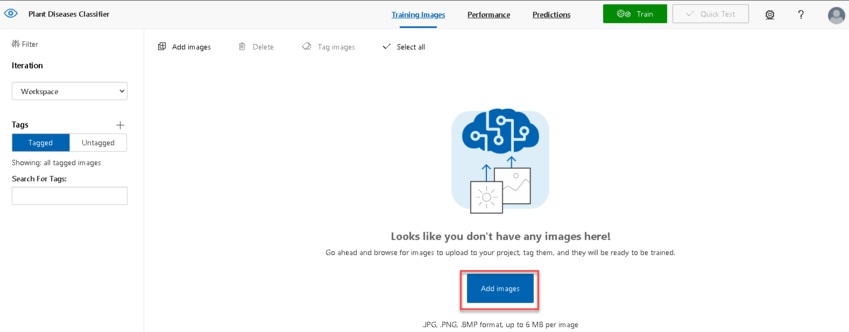 Plant Diseases Classifier
Training Images
Performance
Predictions
Train
Quick Test
?
Filter
Iteration
Workspace
Tags
Tagged
Untagged
Showing: all tagged images
Search For Tags:
Add images
Delete
Tag images
Select all
Looks like you don't have any images here!
Go ahead and browse for images to upload to your project, tag them, and they will be ready to be trained.
Add images
.JPG, .PNG, .BMP format, up to 6 MB per image